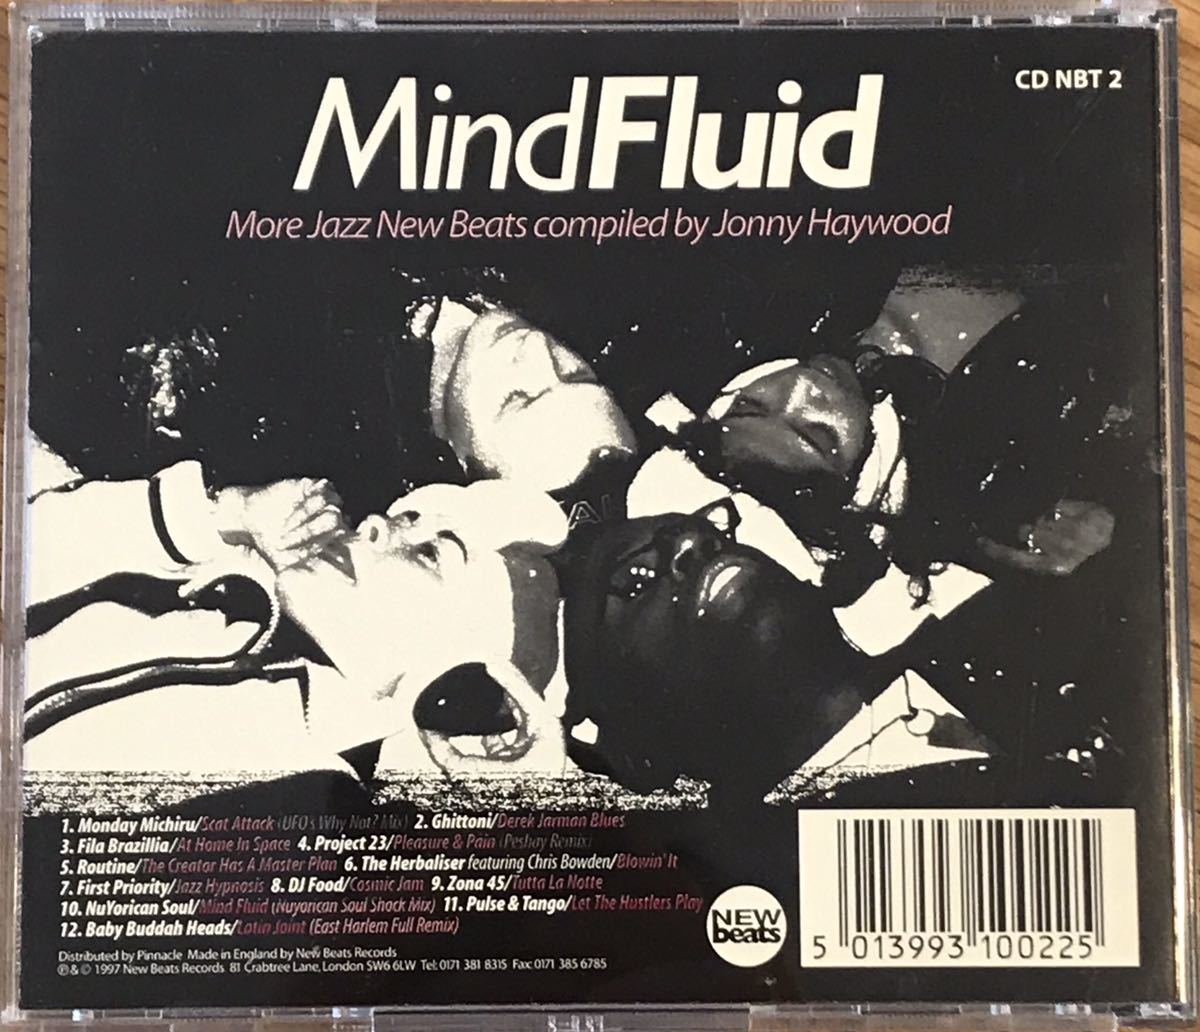 CD NBT 2
MindFluid
More Jazz New Beats compiled by Jonny Haywood
1. Monday Michiru/Scat Attack (UFO's Why Not? Mix) 2. Ghittoni/Derek Jarman Blues
3. Fila Brazillia/At Home In Space 4. Project 23/Pleasure & Pain (Peshay Remix)
5. Routine/The Creator Has A Master Plan 6. The Herbaliser featuring Chris Bowden/Blowin' It
7. First Priority/Jazz Hypnosis 8. DJ Food/Cosmic Jam 9. Zona 45/Tutta La Notte
10. NuYorican Soul/Mind Fluid (Nuyorican Soul Shock Mix) 11. Pulse & Tango/Let The Hustlers Play
12. Baby Buddah Heads/Latin Joint (East Harlem Full Remix)
Distributed by Pinnacle Made in England by New Beats Records
℗ & © 1997 New Beats Records 81 Crabtree Lane, London SW6 6LW Tel: 0171 381 8315 Fax: 0171 385 6785
NEW
beats
5 013993 100225